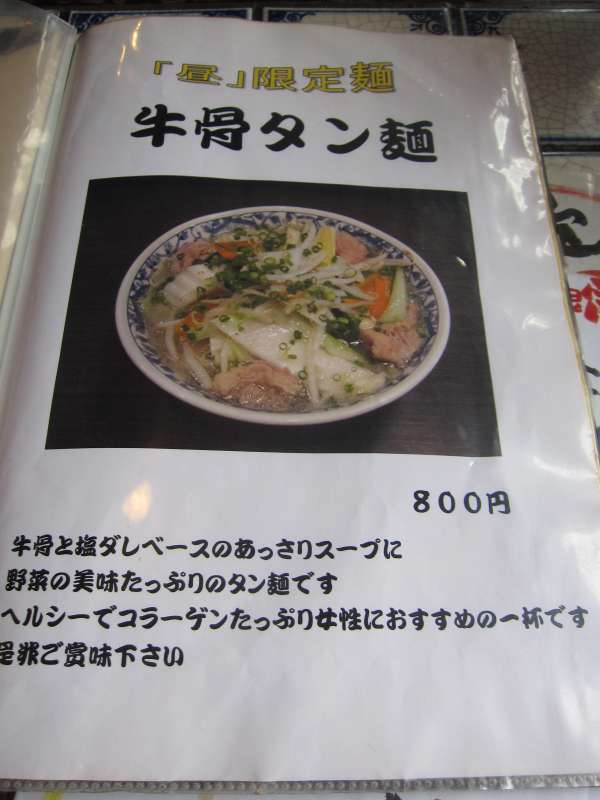 「昼」限定麺
牛骨タン麺
８００円
牛骨と塩ダレベースのあっさりスープに
野菜の美味たっぷりのタン麺です
ヘルシーでコラーゲンたっぷり女性におすすめの一杯です
是非ご賞味下さい